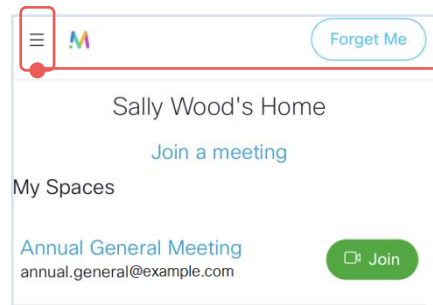 Forget Me
Sally Wood's Home
Join a meeting
My Spaces
Annual General Meeting
annual.general@example.com
Join